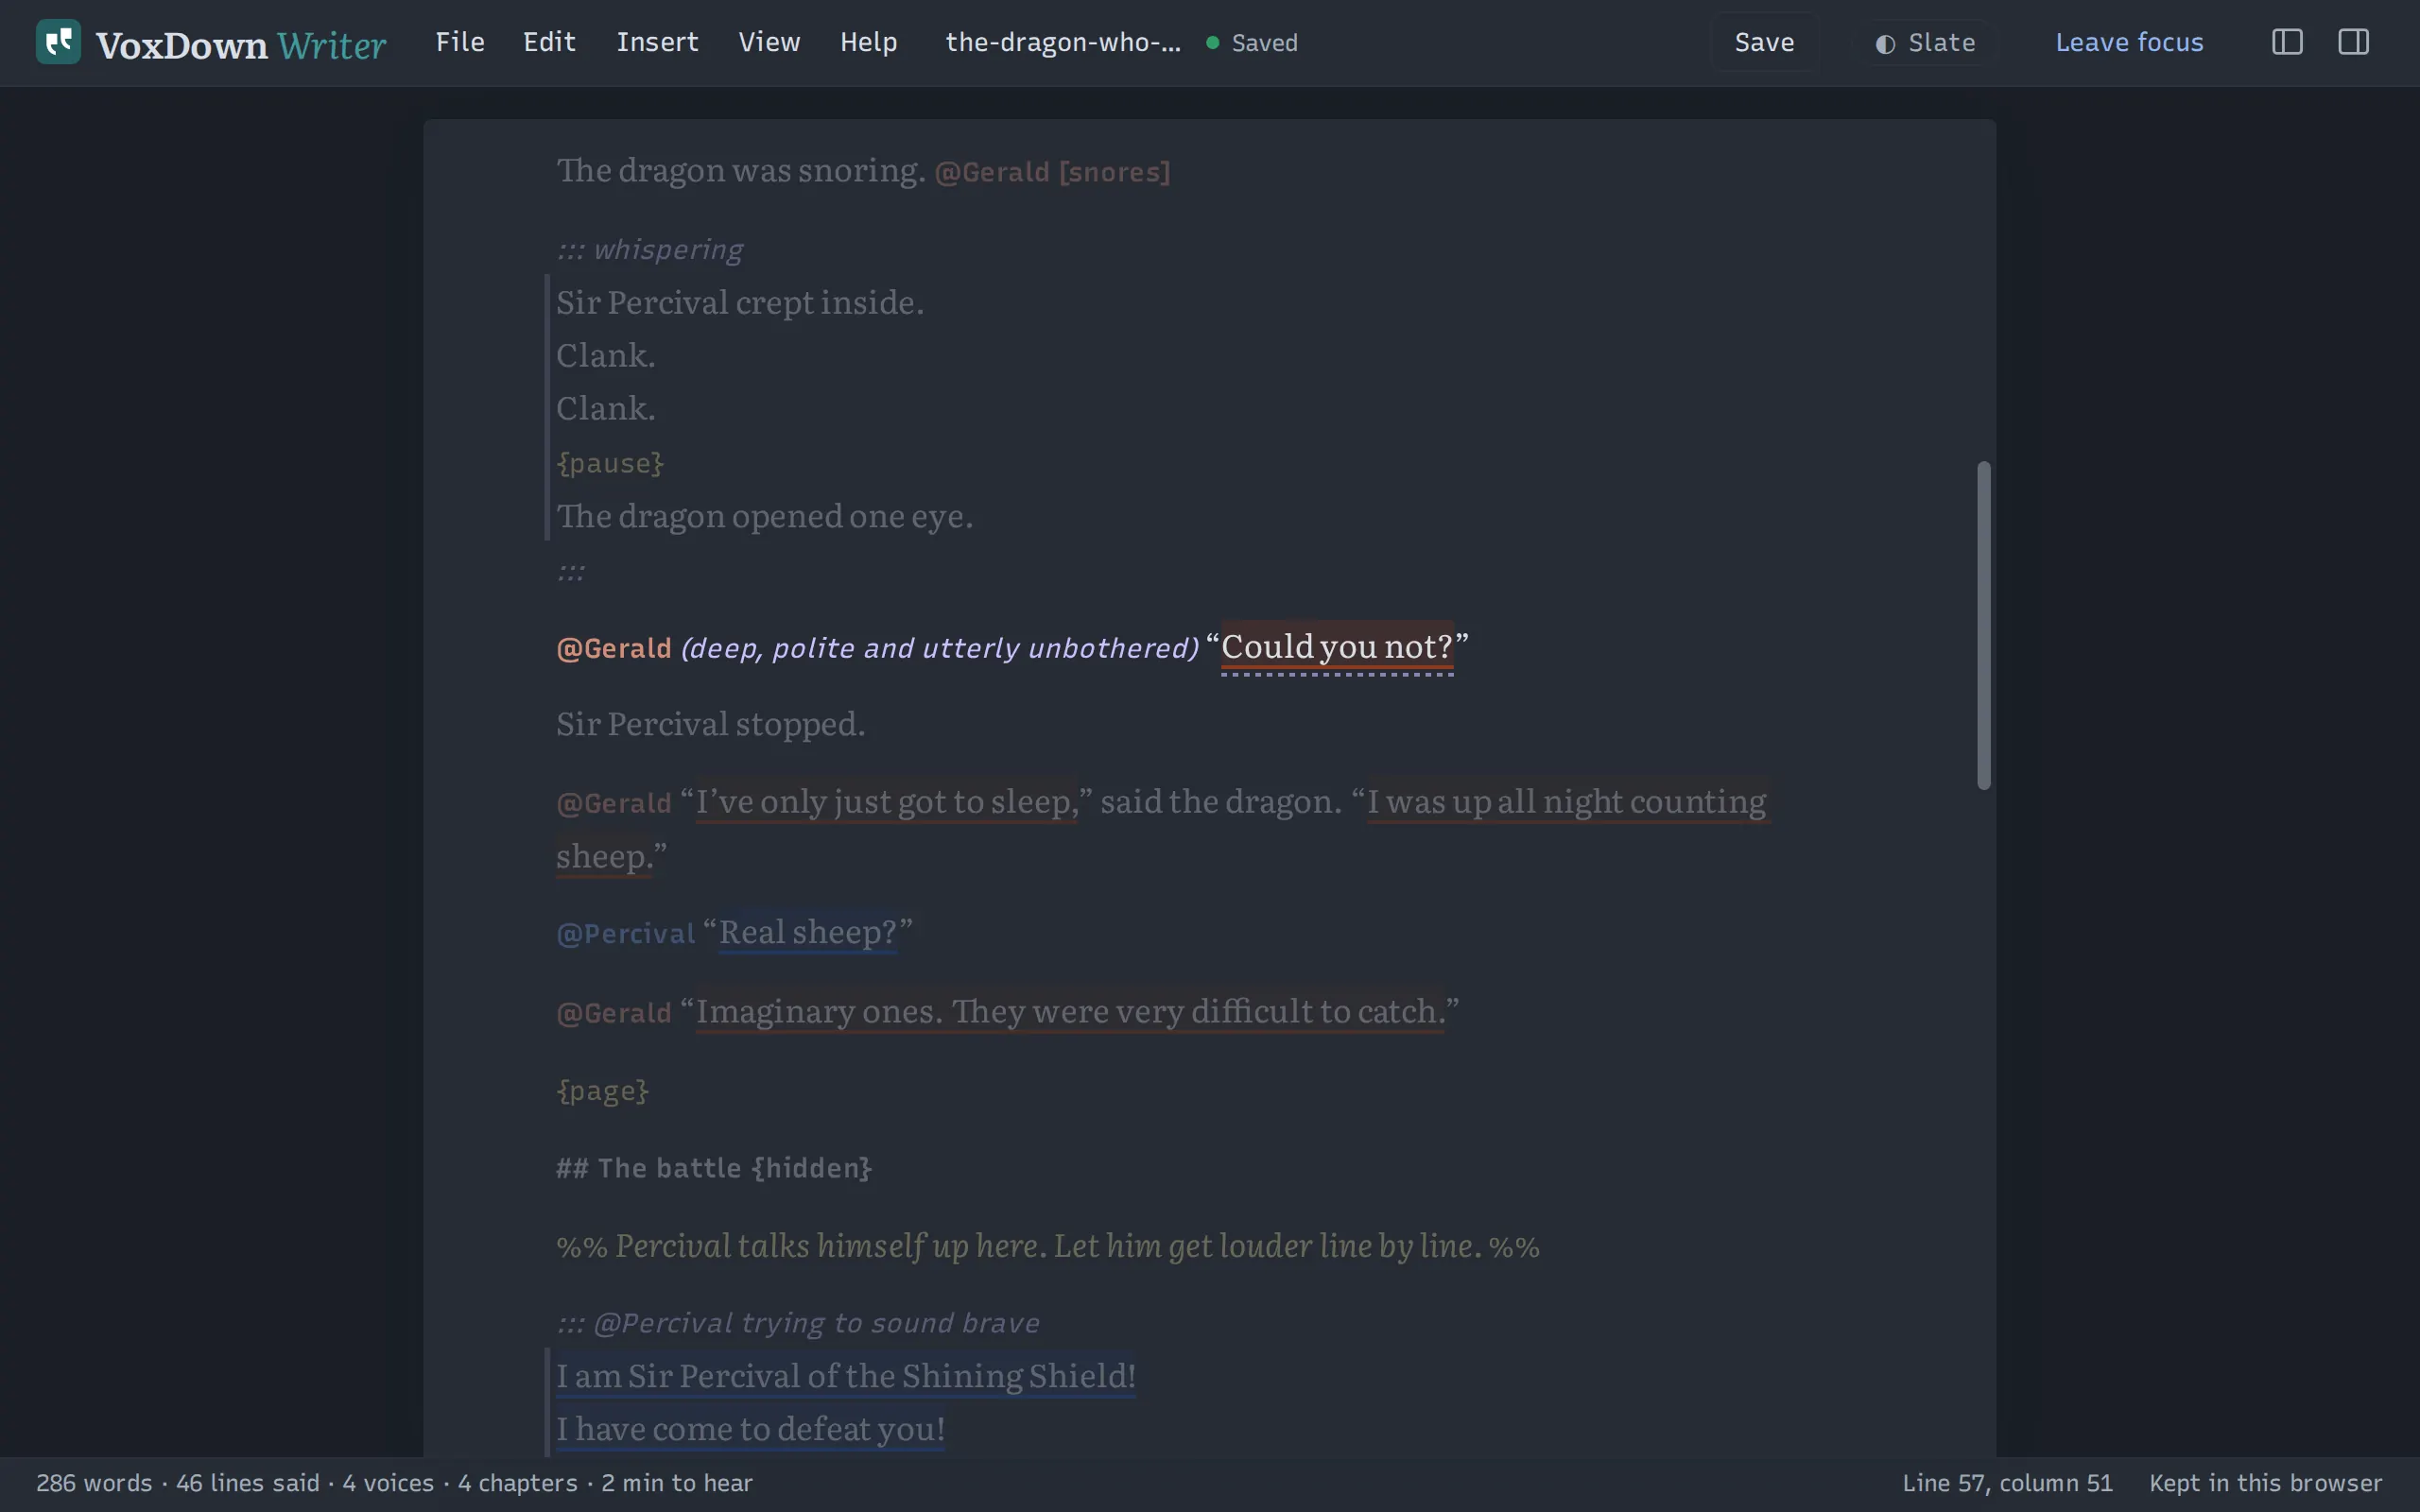 VoxDown Writer File Edit Insert View Help the-dragon-who-... Saved Save Slate Leave focus
The dragon was snoring. @Gerald [snores]
::: whispering
Sir Percival crept inside.
Clank.
Clank.
{pause}
The dragon opened one eye.
:::
@Gerald (deep, polite and utterly unbothered) “Could you not?”
Sir Percival stopped.
@Gerald “I’ve only just got to sleep,” said the dragon. “I was up all night counting
sheep.”
@Percival “Real sheep?”
@Gerald “Imaginary ones. They were very difficult to catch.”
{page}
## The battle {hidden}
%% Percival talks himself up here. Let him get louder line by line. %%
::: @Percival trying to sound brave
I am Sir Percival of the Shining Shield!
I have come to defeat you!
286 words · 46 lines said · 4 voices · 4 chapters · 2 min to hear Line 57, column 51 Kept in this browser